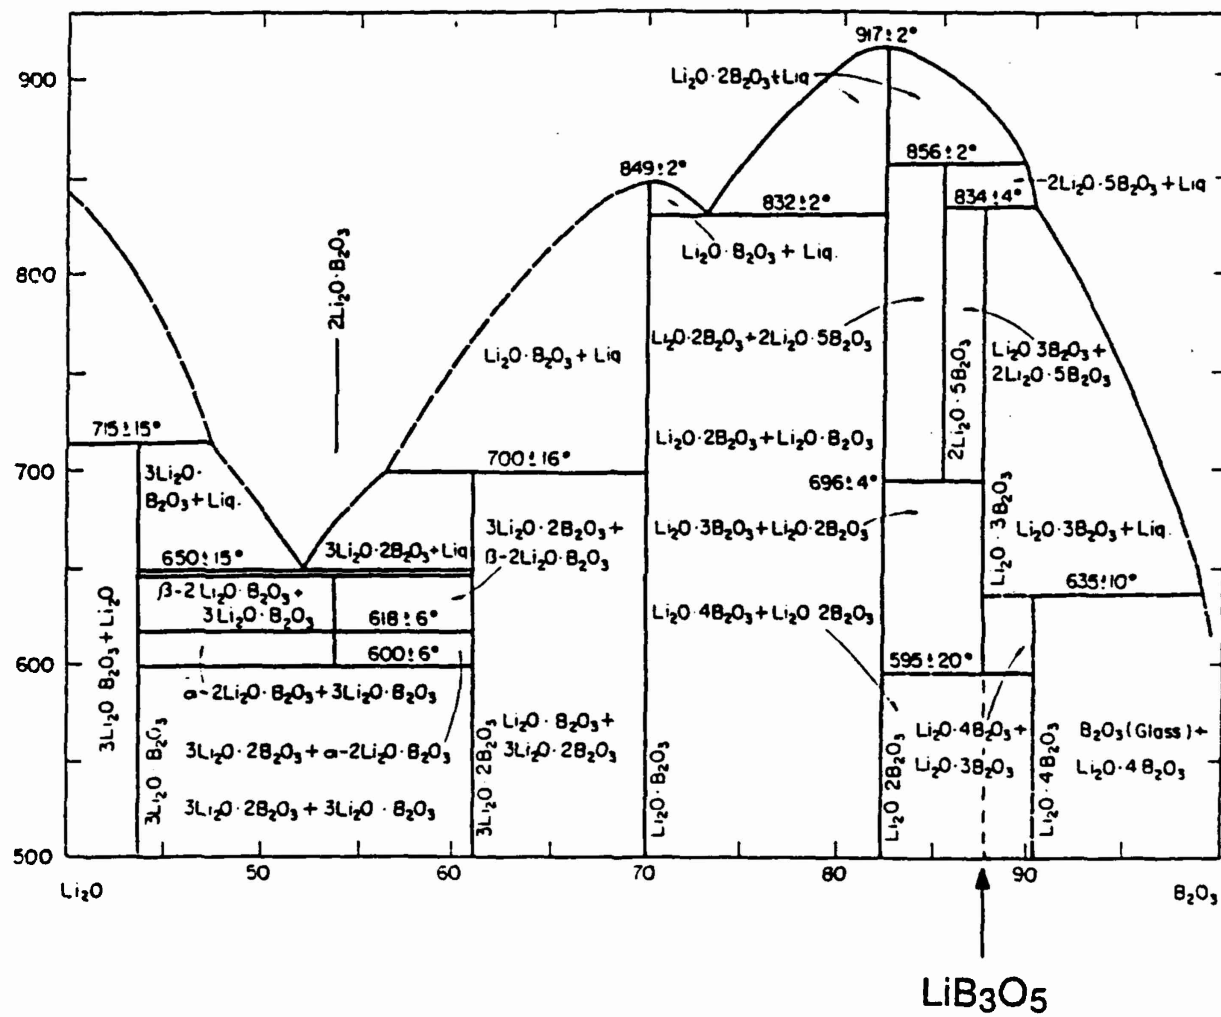 917±2°
900
Li₂O·2B₂O₃+Liq
849±2°
856±2°
2Li₂O·5B₂O₃+Liq
834±4°
832±2°
2Li₂O·B₂O₃
Li₂O·B₂O₃ + Liq.
800
Li₂O·B₂O₃ + Liq
Li₂O·2B₂O₃+2Li₂O·5B₂O₃
2Li₂O·5B₂O₃
Li₂O 3B₂O₃+
2Li₂O·5B₂O₃
715±15°
700
3Li₂O·
B₂O₃+Liq.
700±16°
Li₂O·2B₂O₃+Li₂O·B₂O₃
696±4°
3Li₂O·2B₂O₃+
β-2Li₂O·B₂O₃
Li₂O·3B₂O₃+Li₂O·2B₂O₃
Li₂O·3B₂O₃
Li₂O·3B₂O₃+Liq.
650±15°
3Li₂O·2B₂O₃+Liq
β-2Li₂O·B₂O₃+
3Li₂O·B₂O₃
618±6°
Li₂O·4B₂O₃+Li₂O 2B₂O₃
635±10°
600
600±6°
595±20°
3Li₂O B₂O₃+Li₂O
α-2Li₂O·B₂O₃+3Li₂O·B₂O₃
3Li₂O·2B₂O₃+α-2Li₂O·B₂O₃
3Li₂O·2B₂O₃+3Li₂O·B₂O₃
3Li₂O B₂O₃
3Li₂O·2B₂O₃
Li₂O·B₂O₃+
3Li₂O·2B₂O₃
Li₂O·B₂O₃
Li₂O 2B₂O₃
Li₂O·4B₂O₃+
Li₂O·3B₂O₃
Li₂O·4B₂O₃
B₂O₃(Glass)+
Li₂O·4B₂O₃
500
Li₂O
50
60
70
80
90
B₂O₃
LiB₃O₅